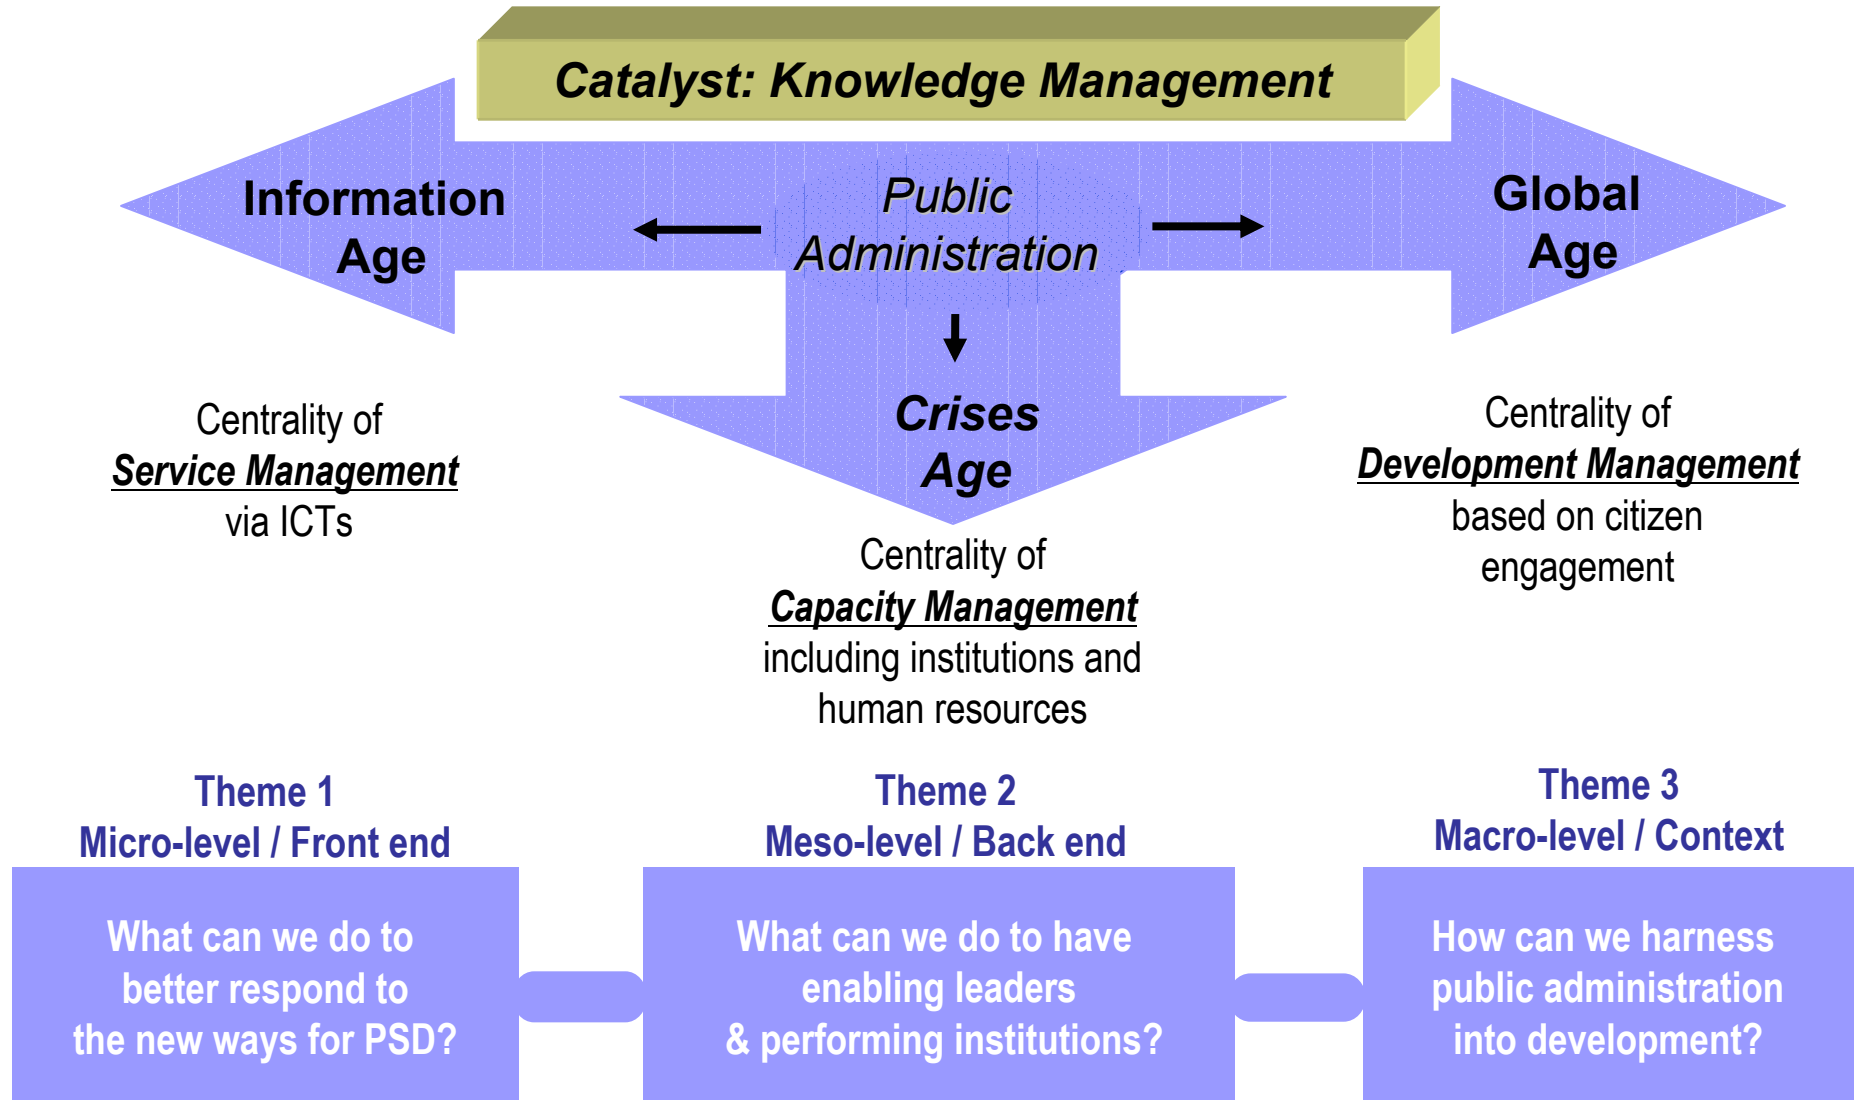 Catalyst: Knowledge Management
Information
Age
Public
Administration
Global
Age
Crises
Age
Centrality of
Service Management
via ICTs
Centrality of
Capacity Management
including institutions and
human resources
Centrality of
Development Management
based on citizen
engagement
Theme 1
Micro-level / Front end
What can we do to
better respond to
the new ways for PSD?
Theme 2
Meso-level / Back end
What can we do to have
enabling leaders
& performing institutions?
Theme 3
Macro-level / Context
How can we harness
public administration
into development?